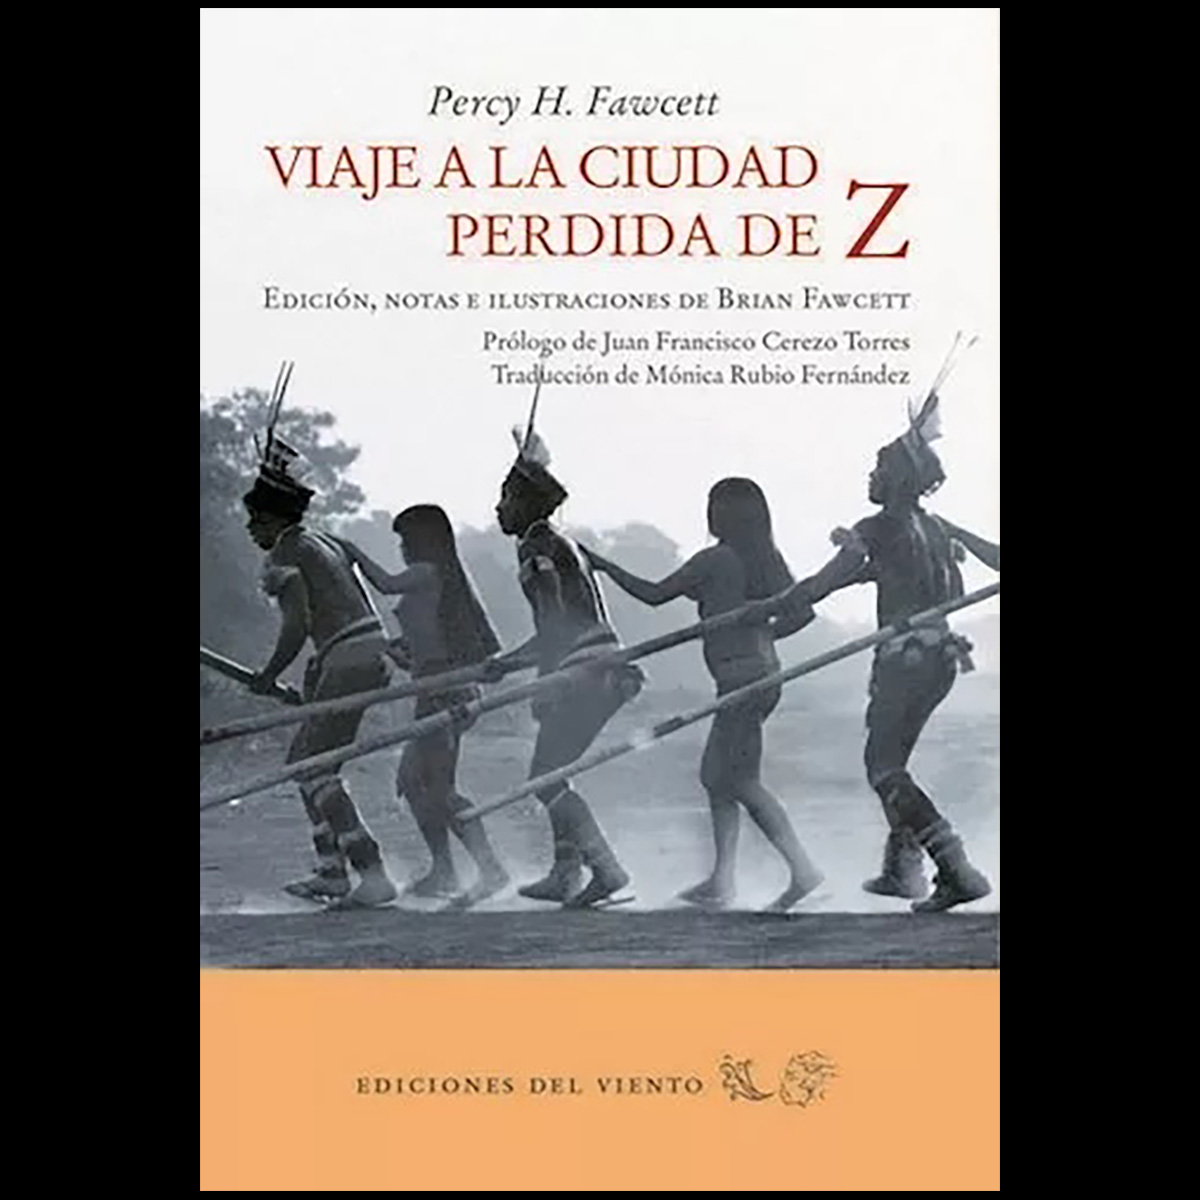 Percy H. Fawcett
VIAJE A LA CIUDAD
PERDIDA DE Z
EDICIÓN, NOTAS E ILUSTRACIONES DE BRIAN FAWCETT
Prólogo de Juan Francisco Cerezo Torres
Traducción de Mónica Rubio Fernández
EDICIONES DEL VIENTO